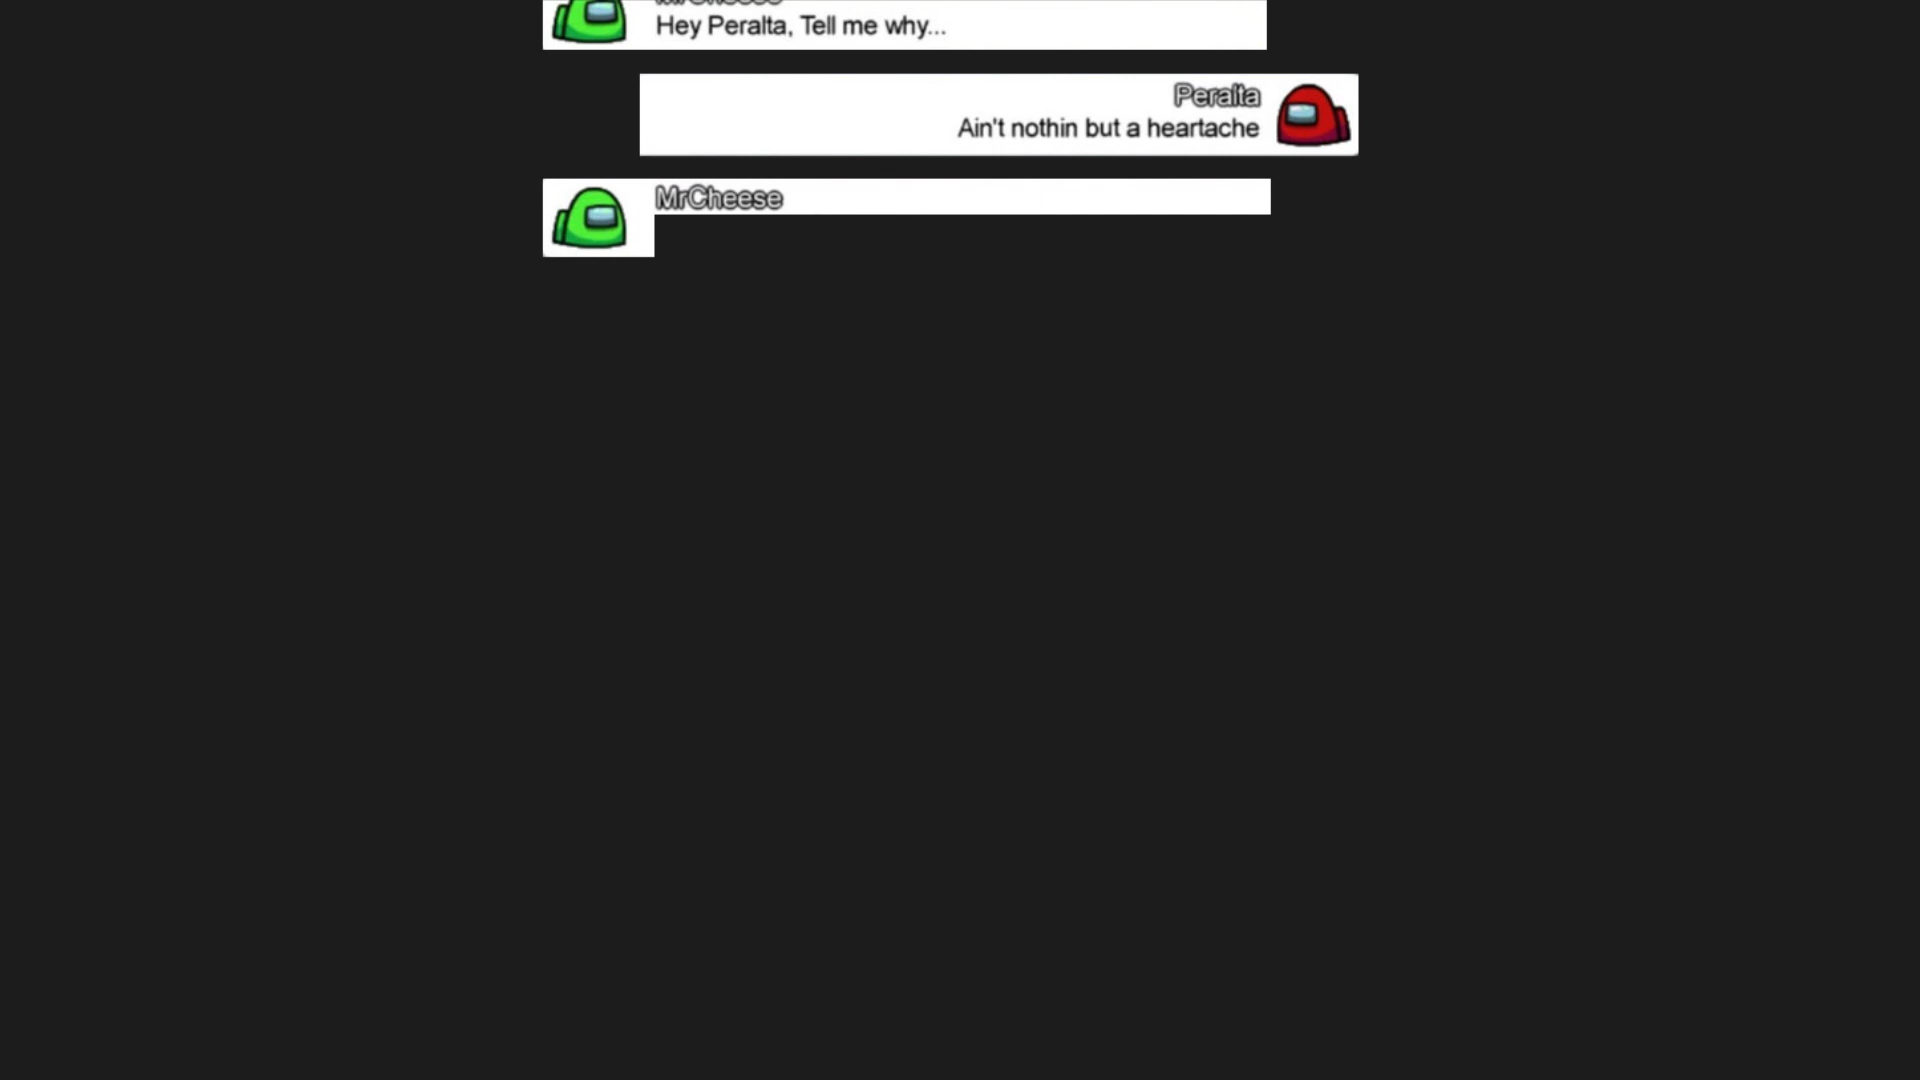 Hey Peralta, Tell me why...
Peralta
Ain't nothin but a heartache
MrCheese